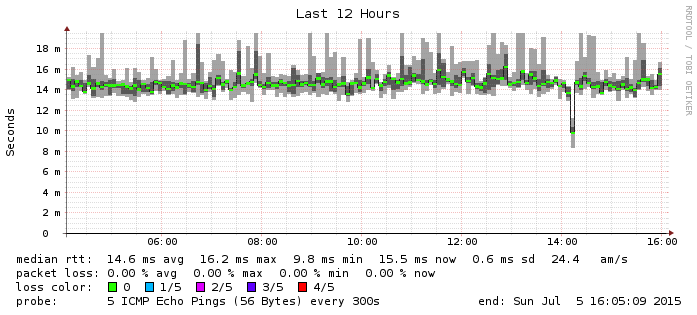 Last 12 Hours
RRDTOOL / TOBI OETIKER
Seconds
18 m
16 m
14 m
12 m
10 m
8 m
6 m
4 m
2 m
0
06:00 08:00 10:00 12:00 14:00 16:00
median rtt: 14.6 ms avg 16.2 ms max 9.8 ms min 15.5 ms now 0.6 ms sd 24.4 am/s
packet loss: 0.00 % avg 0.00 % max 0.00 % min 0.00 % now
loss color: 0 1/5 2/5 3/5 4/5
probe: 5 ICMP Echo Pings (56 Bytes) every 300s end: Sun Jul 5 16:05:09 2015